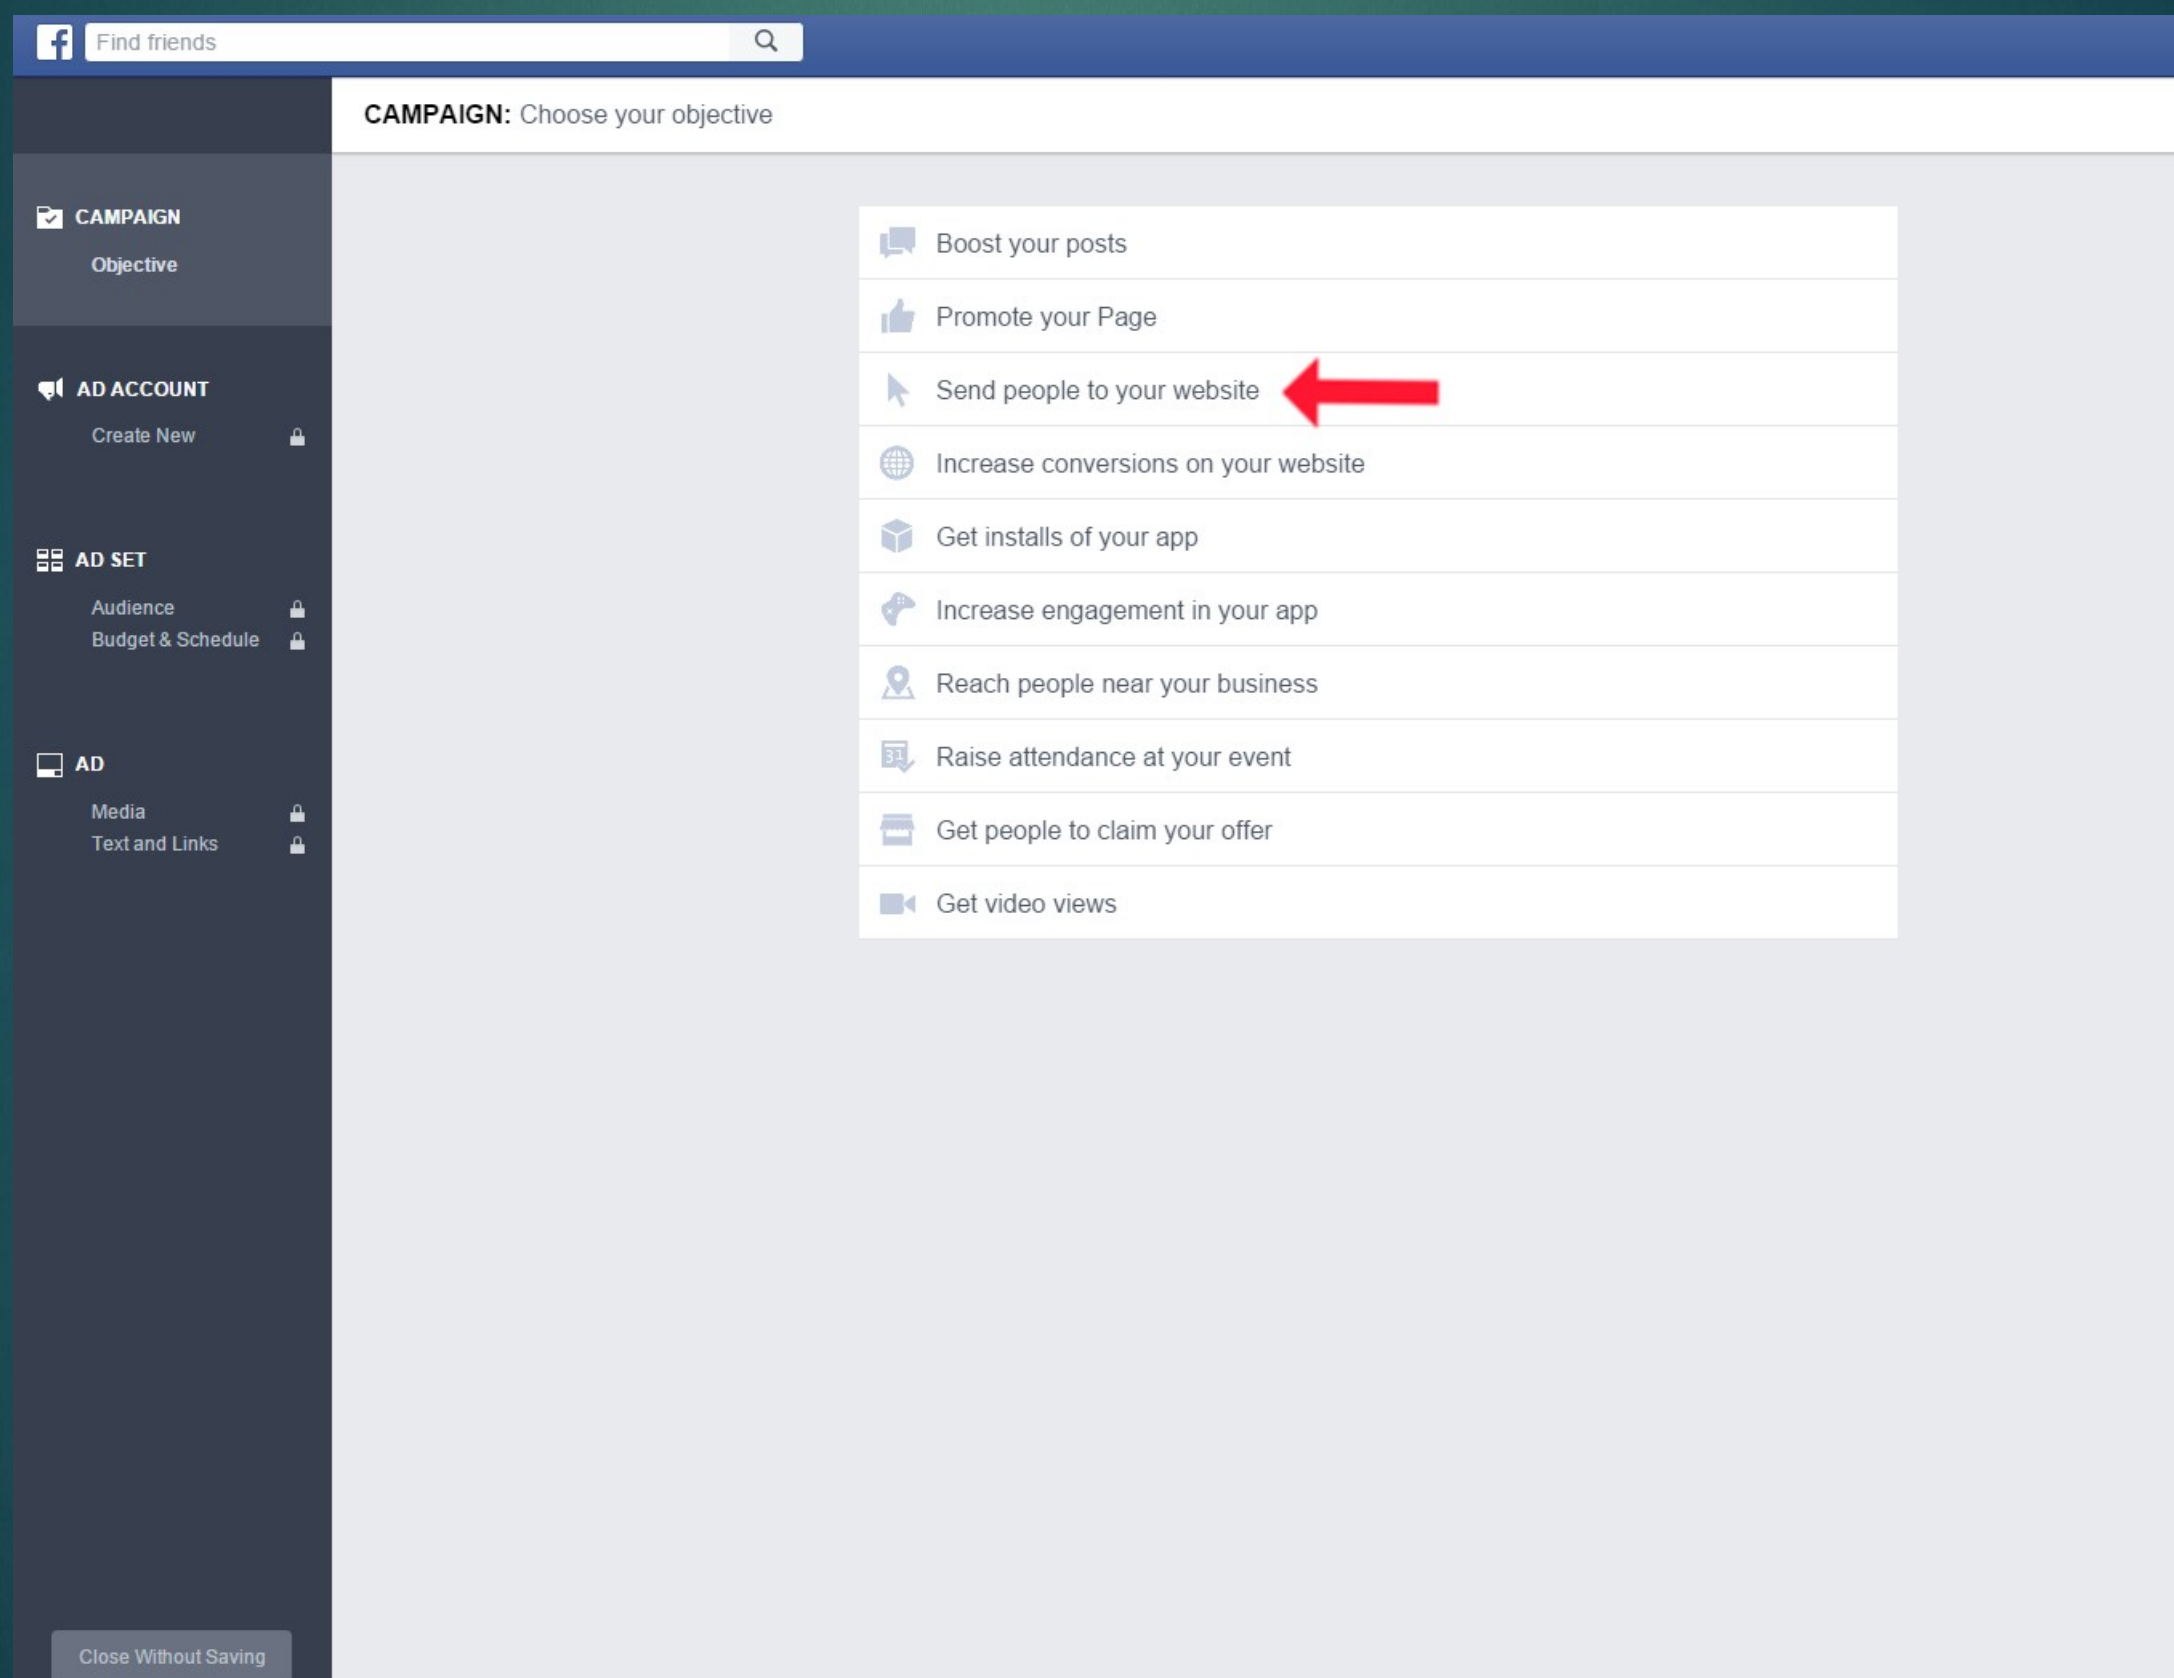 f
Find friends
CAMPAIGN: Choose your objective
CAMPAIGN
Objective
AD ACCOUNT
Create New
AD SET
Audience
Budget & Schedule
AD
Media
Text and Links
Close Without Saving
Boost your posts
Promote your Page
Send people to your website
Increase conversions on your website
Get installs of your app
Increase engagement in your app
Reach people near your business
31
Raise attendance at your event
Get people to claim your offer
Get video views